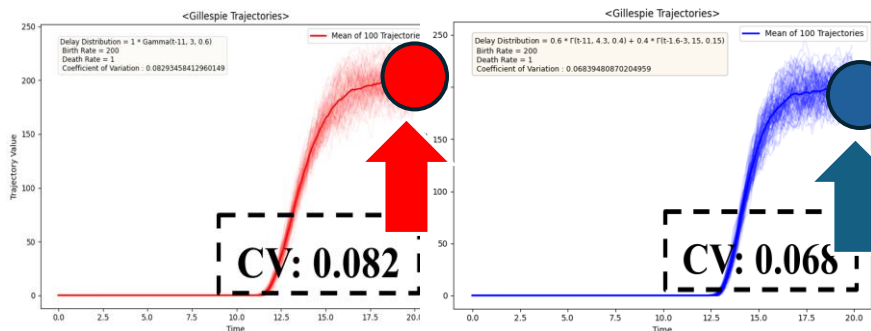 <Gillespie Trajectories>
250
Delay Distribution = 1 * Gamma(t-11, 3, 0.6)
Birth Rate = 200
Death Rate = 1
Coefficient of Variation : 0.08293458412960149
Mean of 100 Trajectories
200
150
100
50
0
Trajectory Value
CV: 0.082
0.0
2.5
5.0
7.5
10.0
12.5
15.0
17.5
20.0
Time
<Gillespie Trajectories>
250
Delay Distribution = 0.6 * Γ(t-11, 4.3, 0.4) + 0.4 * Γ(t-1.6-3, 15, 0.15)
Birth Rate = 200
Death Rate = 1
Coefficient of Variation : 0.06839480870204959
Mean of 100 Trajectories
200
150
100
50
0
CV: 0.068
0.0
2.5
5.0
7.5
10.0
12.5
15.0
17.5
20.0
Time